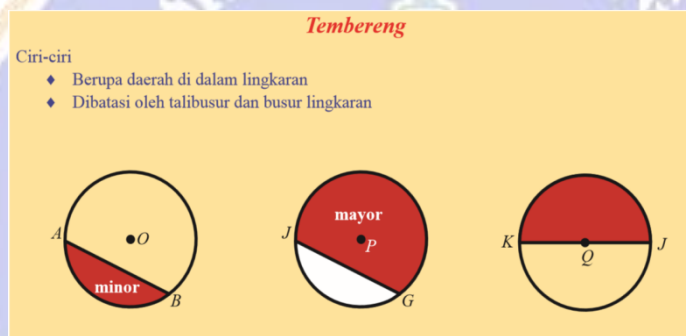 Tembereng
Ciri-ciri
♦ Berupa daerah di dalam lingkaran
♦ Dibatasi oleh talibusur dan busur lingkaran
A
O
minor
B
J
mayor
P
G
K
Q
J